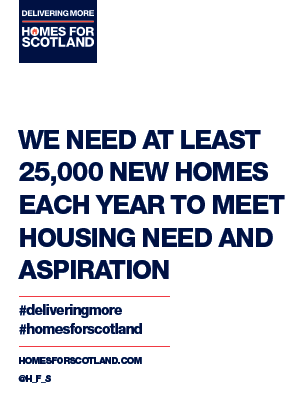 DELIVERING MORE
HOMES FOR
SCOTLAND
WE NEED AT LEAST
25,000 NEW HOMES
EACH YEAR TO MEET
HOUSING NEED AND
ASPIRATION
#deliveringmore
#homesforscotland
HOMESFORSCOTLAND.COM
@H_F_S